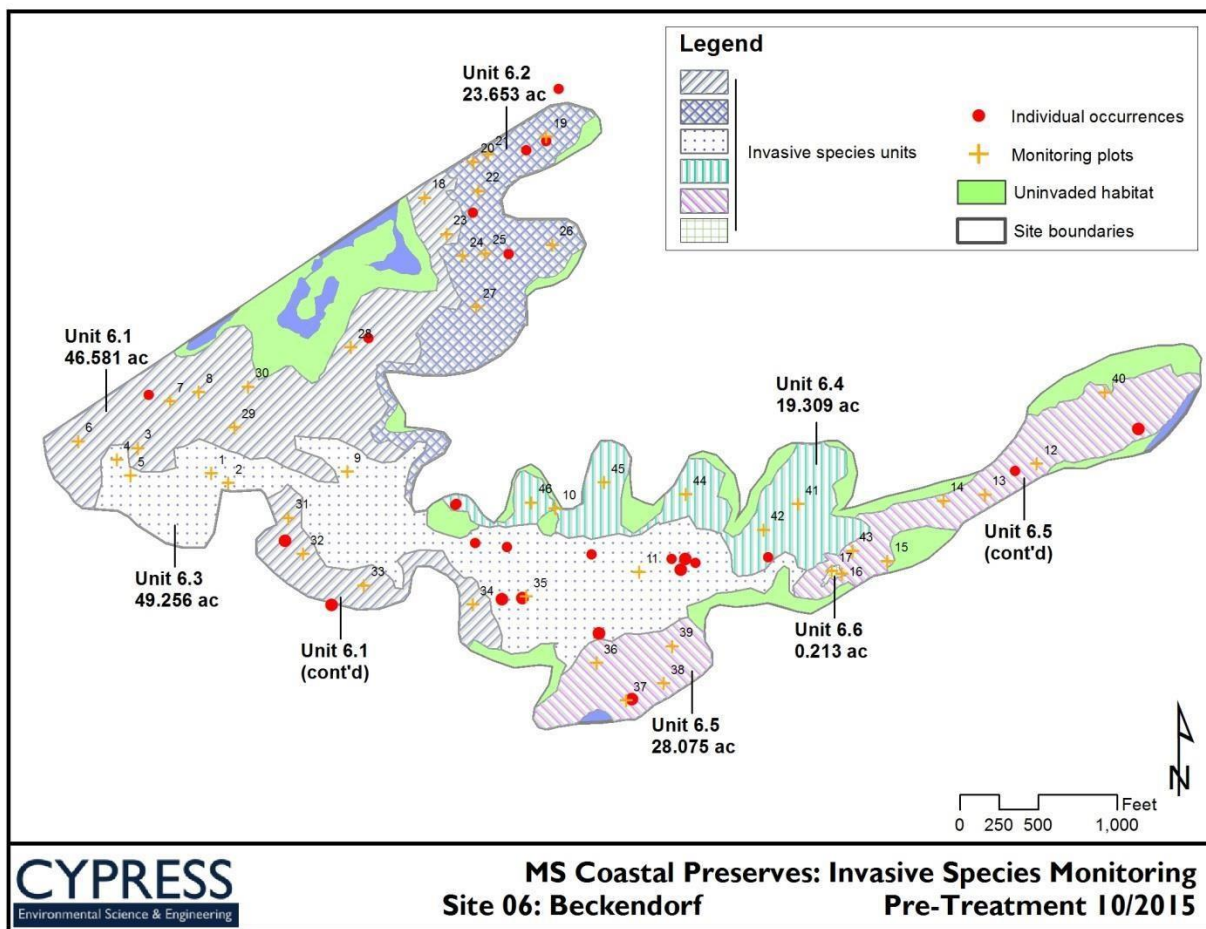 Legend
Invasive species units
Individual occurrences
Monitoring plots
Uninvaded habitat
Site boundaries
Unit 6.2
23.653 ac
19
21
20
22
18
23
24
25
26
27
28
Unit 6.1
46.581 ac
7
8
30
29
6
4
3
5
1
2
9
31
32
33
34
35
Unit 6.3
49.256 ac
Unit 6.1
(cont'd)
46
10
45
44
Unit 6.4
19.309 ac
41
42
11
43
17
16
15
14
13
12
40
Unit 6.5
(cont'd)
Unit 6.6
0.213 ac
36
39
38
37
Unit 6.5
28.075 ac
N
Feet
0 250 500 1,000
CYPRESS
Environmental Science & Engineering
MS Coastal Preserves: Invasive Species Monitoring
Site 06: Beckendorf Pre-Treatment 10/2015